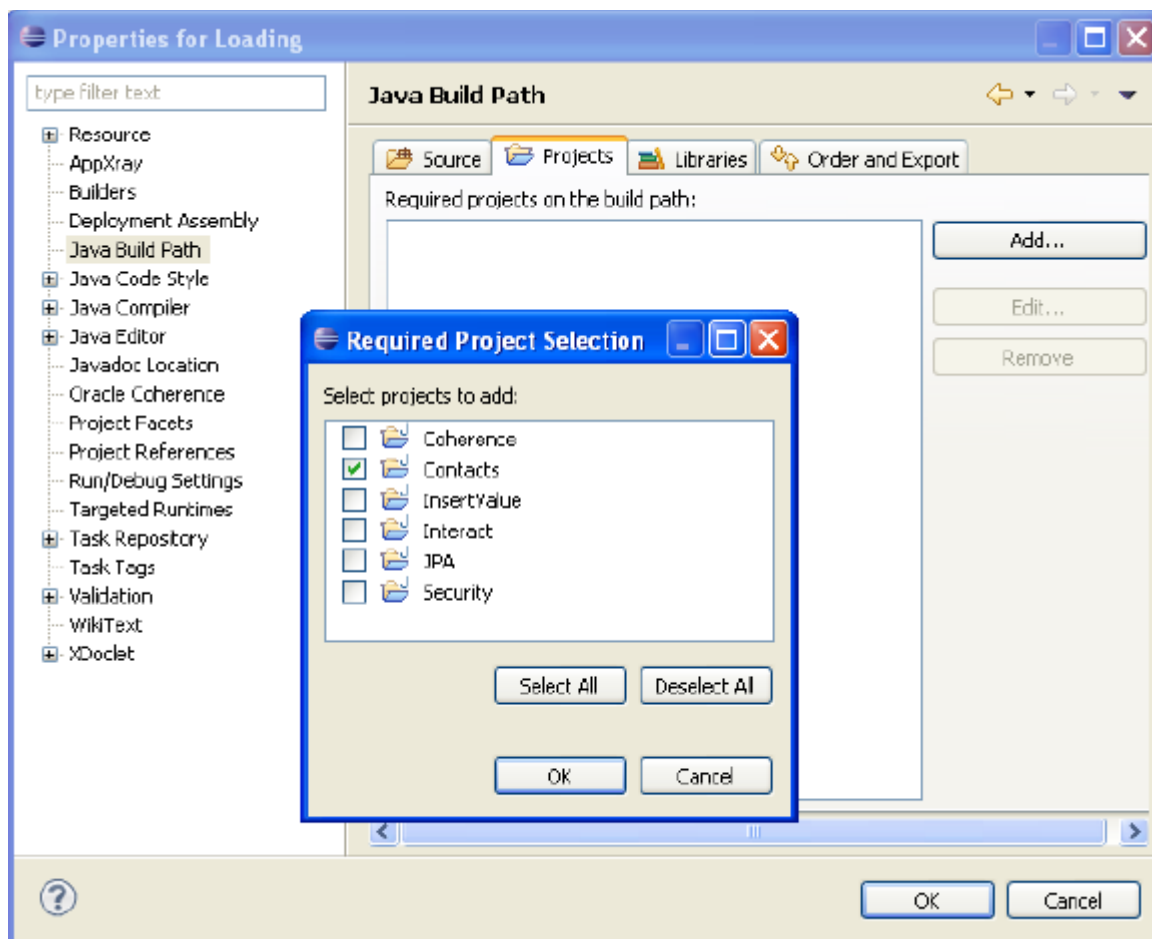 Properties for Loading
type filter text
Resource
AppXray
Builders
Deployment Assembly
Java Build Path
Java Code Style
Java Compiler
Java Editor
Javadoc Location
Oracle Coherence
Project Facets
Project References
Run/Debug Settings
Targeted Runtimes
Task Repository
Task Tags
Validation
WikiText
XDoclet
Java Build Path
Source Projects Libraries Order and Export
Required projects on the build path:
Add...
Edit...
Remove
Required Project Selection
Select projects to add:
Coherence
Contacts
InsertValue
Interact
JPA
Security
Select All Deselect All
OK Cancel
? OK Cancel